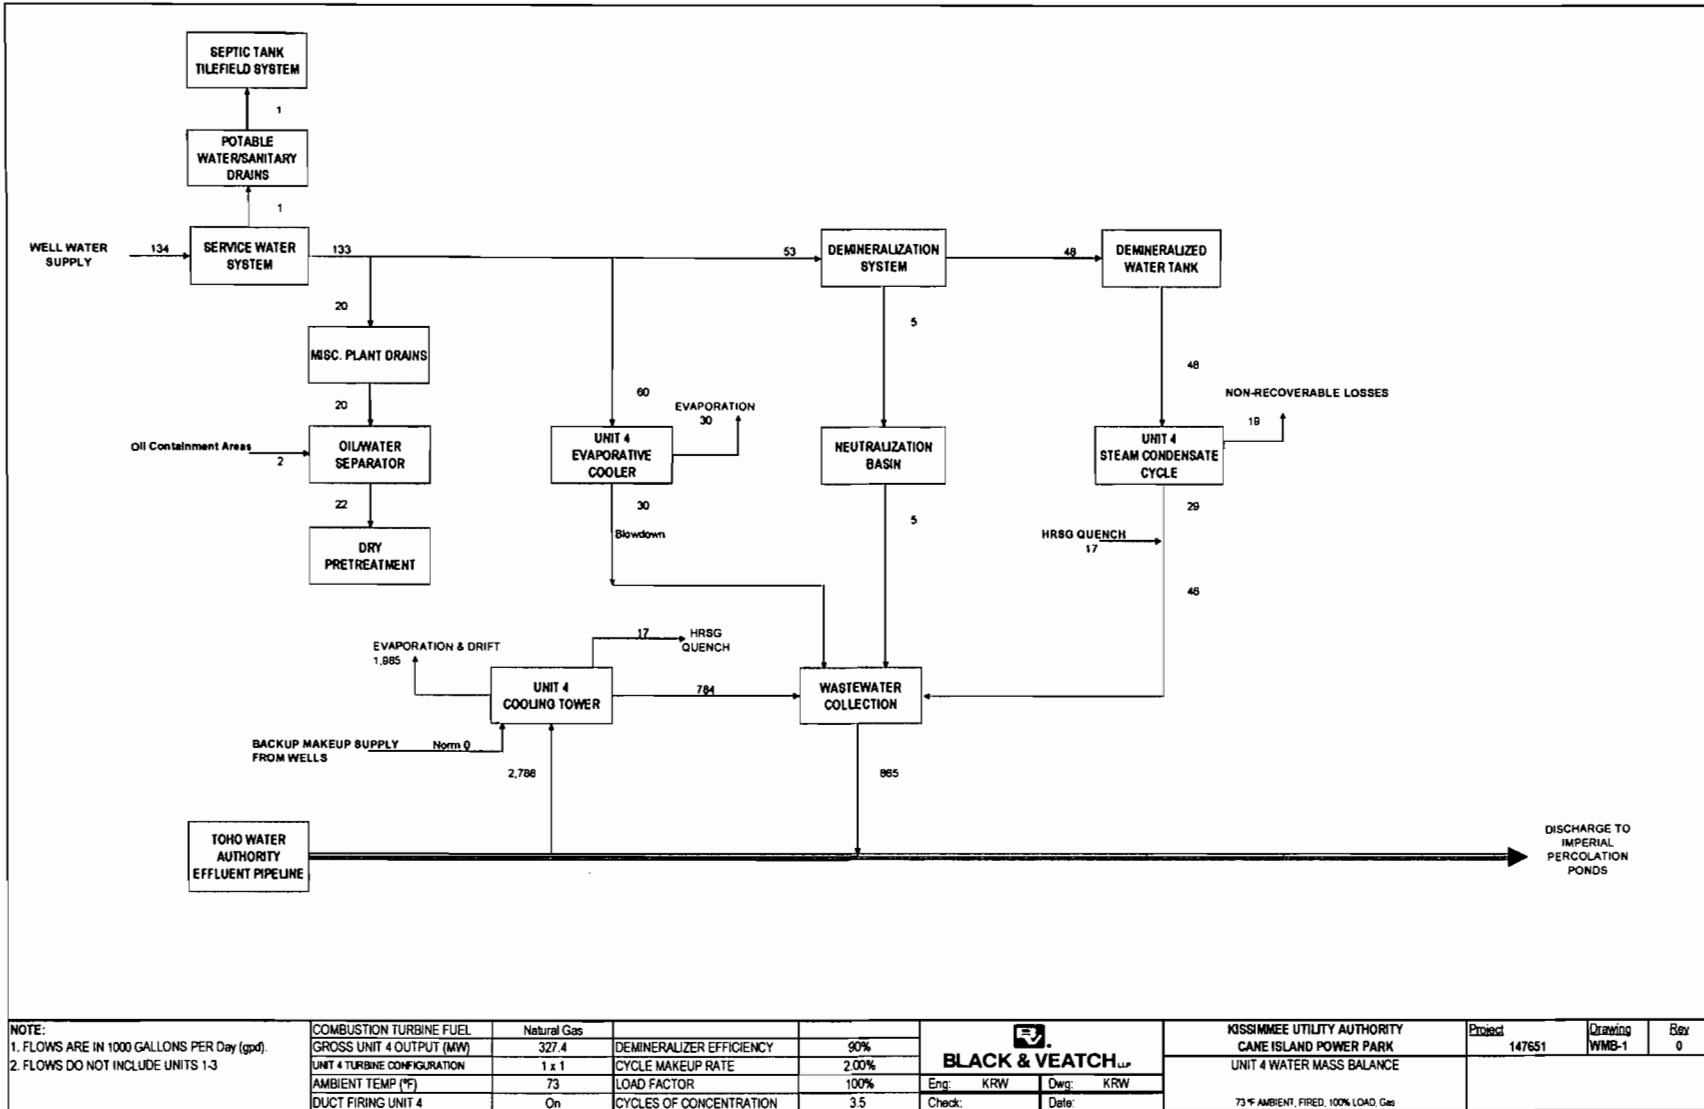 SEPTIC TANK
TILEFIELD SYSTEM
1
POTABLE
WATER/SANITARY
DRAINS
1
WELL WATER
SUPPLY
134
SERVICE WATER
SYSTEM
133
53
DEMINERALIZATION
SYSTEM
48
DEMINERALIZED
WATER TANK
20
MISC. PLANT DRAINS
20
Oil Containment Areas
2
OIL/WATER
SEPARATOR
22
DRY
PRETREATMENT
60
EVAPORATION
30
UNIT 4
EVAPORATIVE
COOLER
30
Blowdown
5
NEUTRALIZATION
BASIN
5
48
NON-RECOVERABLE LOSSES
19
UNIT 4
STEAM CONDENSATE
CYCLE
29
HRSG QUENCH
17
46
EVAPORATION & DRIFT
1,985
17
HRSG
QUENCH
UNIT 4
COOLING TOWER
784
WASTEWATER
COLLECTION
BACKUP MAKEUP SUPPLY
FROM WELLS
Norm 0
2,786
865
TOHO WATER
AUTHORITY
EFFLUENT PIPELINE
DISCHARGE TO
IMPERIAL
PERCOLATION
PONDS
NOTE:
1. FLOWS ARE IN 1000 GALLONS PER Day (gpd).
2. FLOWS DO NOT INCLUDE UNITS 1-3
COMBUSTION TURBINE FUEL Natural Gas
GROSS UNIT 4 OUTPUT (MW) 327.4 DEMINERALIZER EFFICIENCY 90%
UNIT 4 TURBINE CONFIGURATION 1 x 1 CYCLE MAKEUP RATE 2.00%
AMBIENT TEMP (°F) 73 LOAD FACTOR 100%
DUCT FIRING UNIT 4 On CYCLES OF CONCENTRATION 3.5
BLACK & VEATCH LLP
Eng: KRW Dwg: KRW
Check: Date:
KISSIMMEE UTILITY AUTHORITY
CANE ISLAND POWER PARK
UNIT 4 WATER MASS BALANCE
73 °F AMBIENT, FIRED, 100% LOAD, Gas
Project Drawing Rev
147651 WMB-1 0